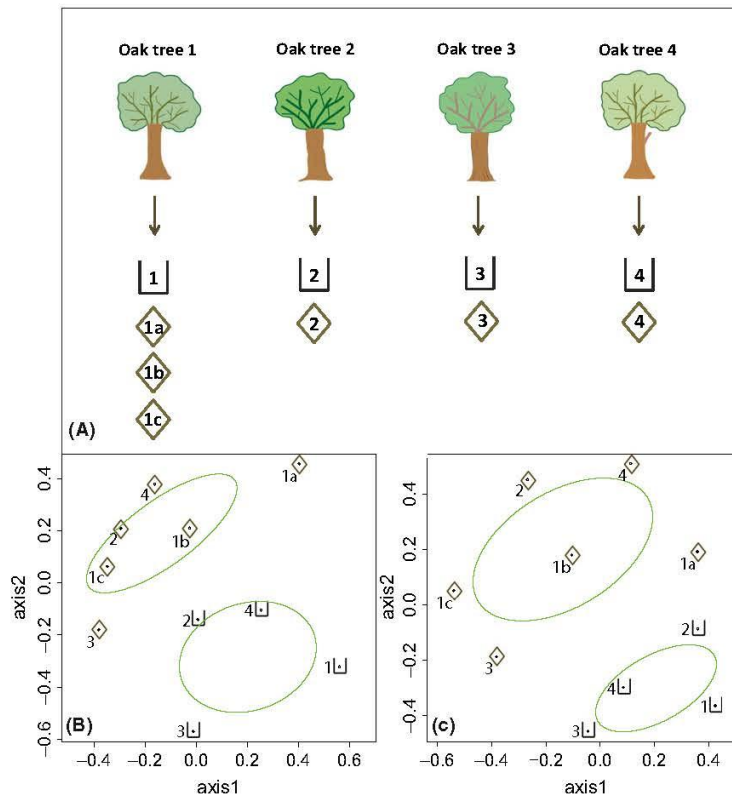 Oak tree 1 Oak tree 2 Oak tree 3 Oak tree 4
1 2 3 4
1a 2 3 4
1b
1c
(A)
0.4
0.2
0.0
−0.2
−0.4
−0.6
axis2
1a
4
2
1b
1c
3
2
4
1
3
(B)
−0.4 −0.2 0.0 0.2 0.4 0.6
axis1
0.4
0.2
0.0
−0.2
−0.4
axis2
4
2
1a
1b
1c
3
2
4
1
3
(c)
−0.6 −0.4 −0.2 0.0 0.2 0.4
axis1